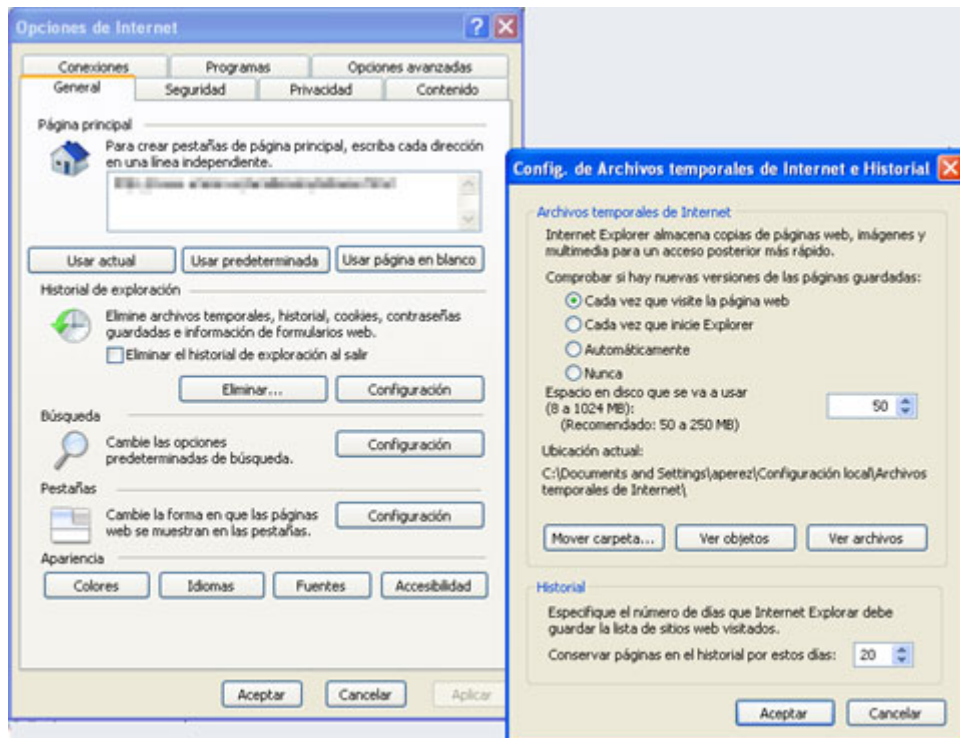 Opciones de Internet
Conexiones Programas Opciones avanzadas
General Seguridad Privacidad Contenido
Página principal
Para crear pestañas de página principal, escriba cada dirección
en una línea independiente.
Usar actual Usar predeterminada Usar página en blanco
Historial de exploración
Elimine archivos temporales, historial, cookies, contraseñas
guardadas e información de formularios web.
Eliminar el historial de exploración al salir
Eliminar... Configuración
Búsqueda
Cambie las opciones
predeterminadas de búsqueda.
Configuración
Pestañas
Cambie la forma en que las páginas
web se muestran en las pestañas.
Configuración
Apariencia
Colores Idiomas Fuentes Accesibilidad
Aceptar Cancelar Aplicar
Config. de Archivos temporales de Internet e Historial
Archivos temporales de Internet
Internet Explorer almacena copias de páginas web, imágenes y
multimedia para un acceso posterior más rápido.
Comprobar si hay nuevas versiones de las páginas guardadas:
Cada vez que visite la página web
Cada vez que inicie Explorer
Automáticamente
Nunca
Espacio en disco que se va a usar
(8 a 1024 MB): 50
(Recomendado: 50 a 250 MB)
Ubicación actual:
C:\Documents and Settings\aperez\Configuración local\Archivos
temporales de Internet\
Mover carpeta... Ver objetos Ver archivos
Historial
Especifique el número de días que Internet Explorar debe
guardar la lista de sitios web visitados.
Conservar páginas en el historial por estos días: 20
Aceptar Cancelar